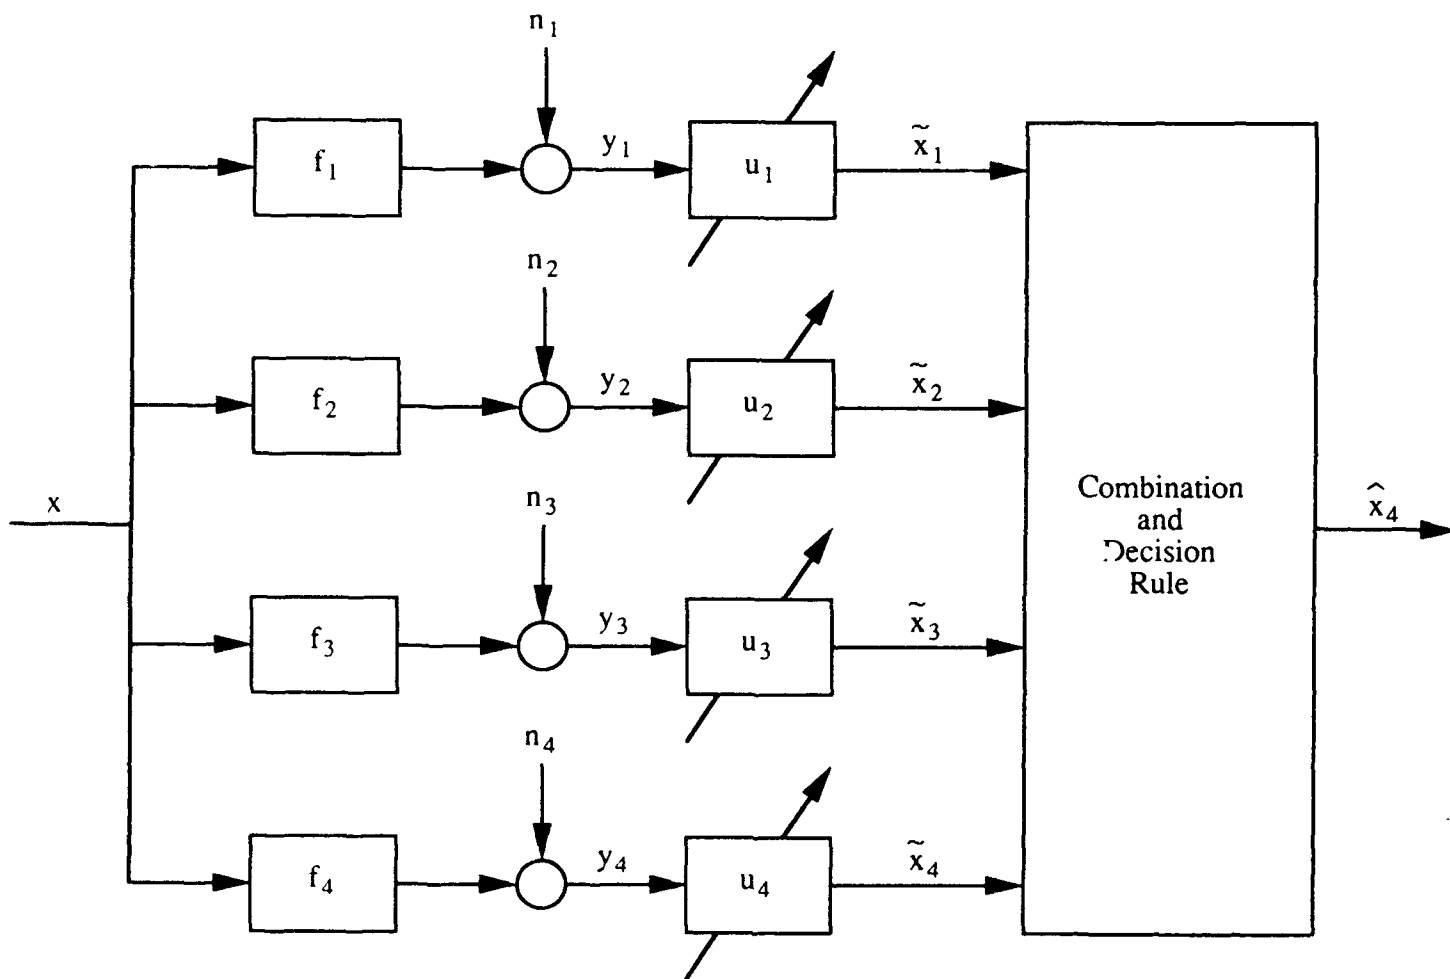 n1
f1
y1
u1
x̃1
n2
f2
y2
u2
x̃2
x
n3
Combination
and
Decision
Rule
x̂4
f3
y3
u3
x̃3
n4
f4
y4
u4
x̃4